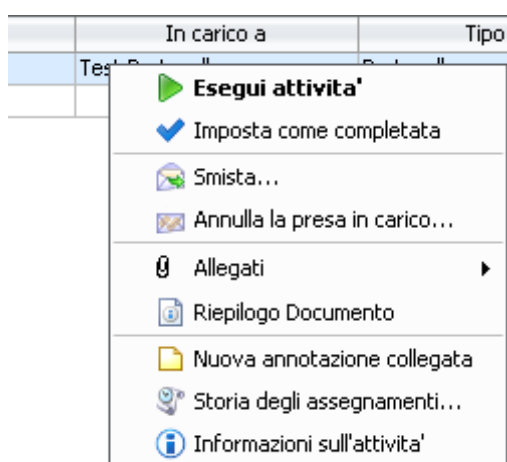 In carico a
Tipo
Esegui attivita'
Imposta come completata
Smista...
Annulla la presa in carico...
Allegati
Riepilogo Documento
Nuova annotazione collegata
Storia degli assegnamenti...
Informazioni sull'attivita'